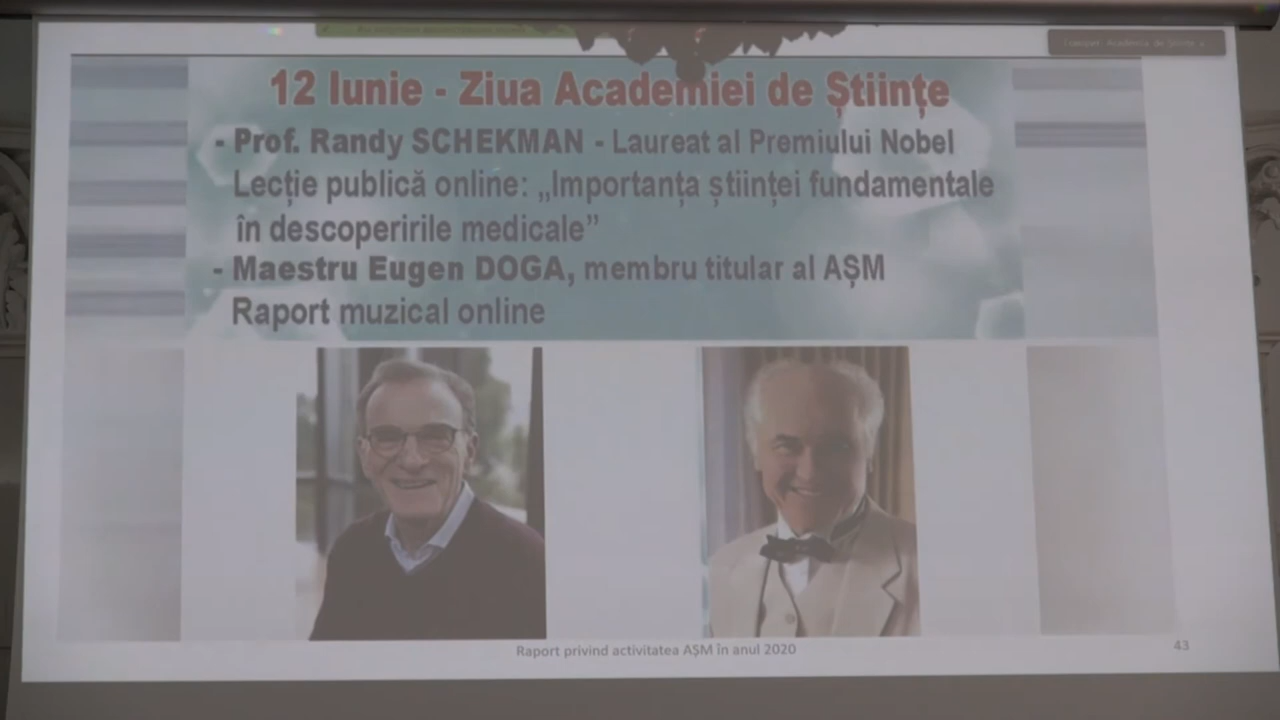 12 Iunie - Ziua Academiei de Științe
- Prof. Randy SCHEKMAN - Laureat al Premiului Nobel
Lecție publică online: „Importanța științei fundamentale
în descoperirile medicale”
- Maestru Eugen DOGA, membru titular al AȘM
Raport muzical online
Raport privind activitatea AȘM în anul 2020
43